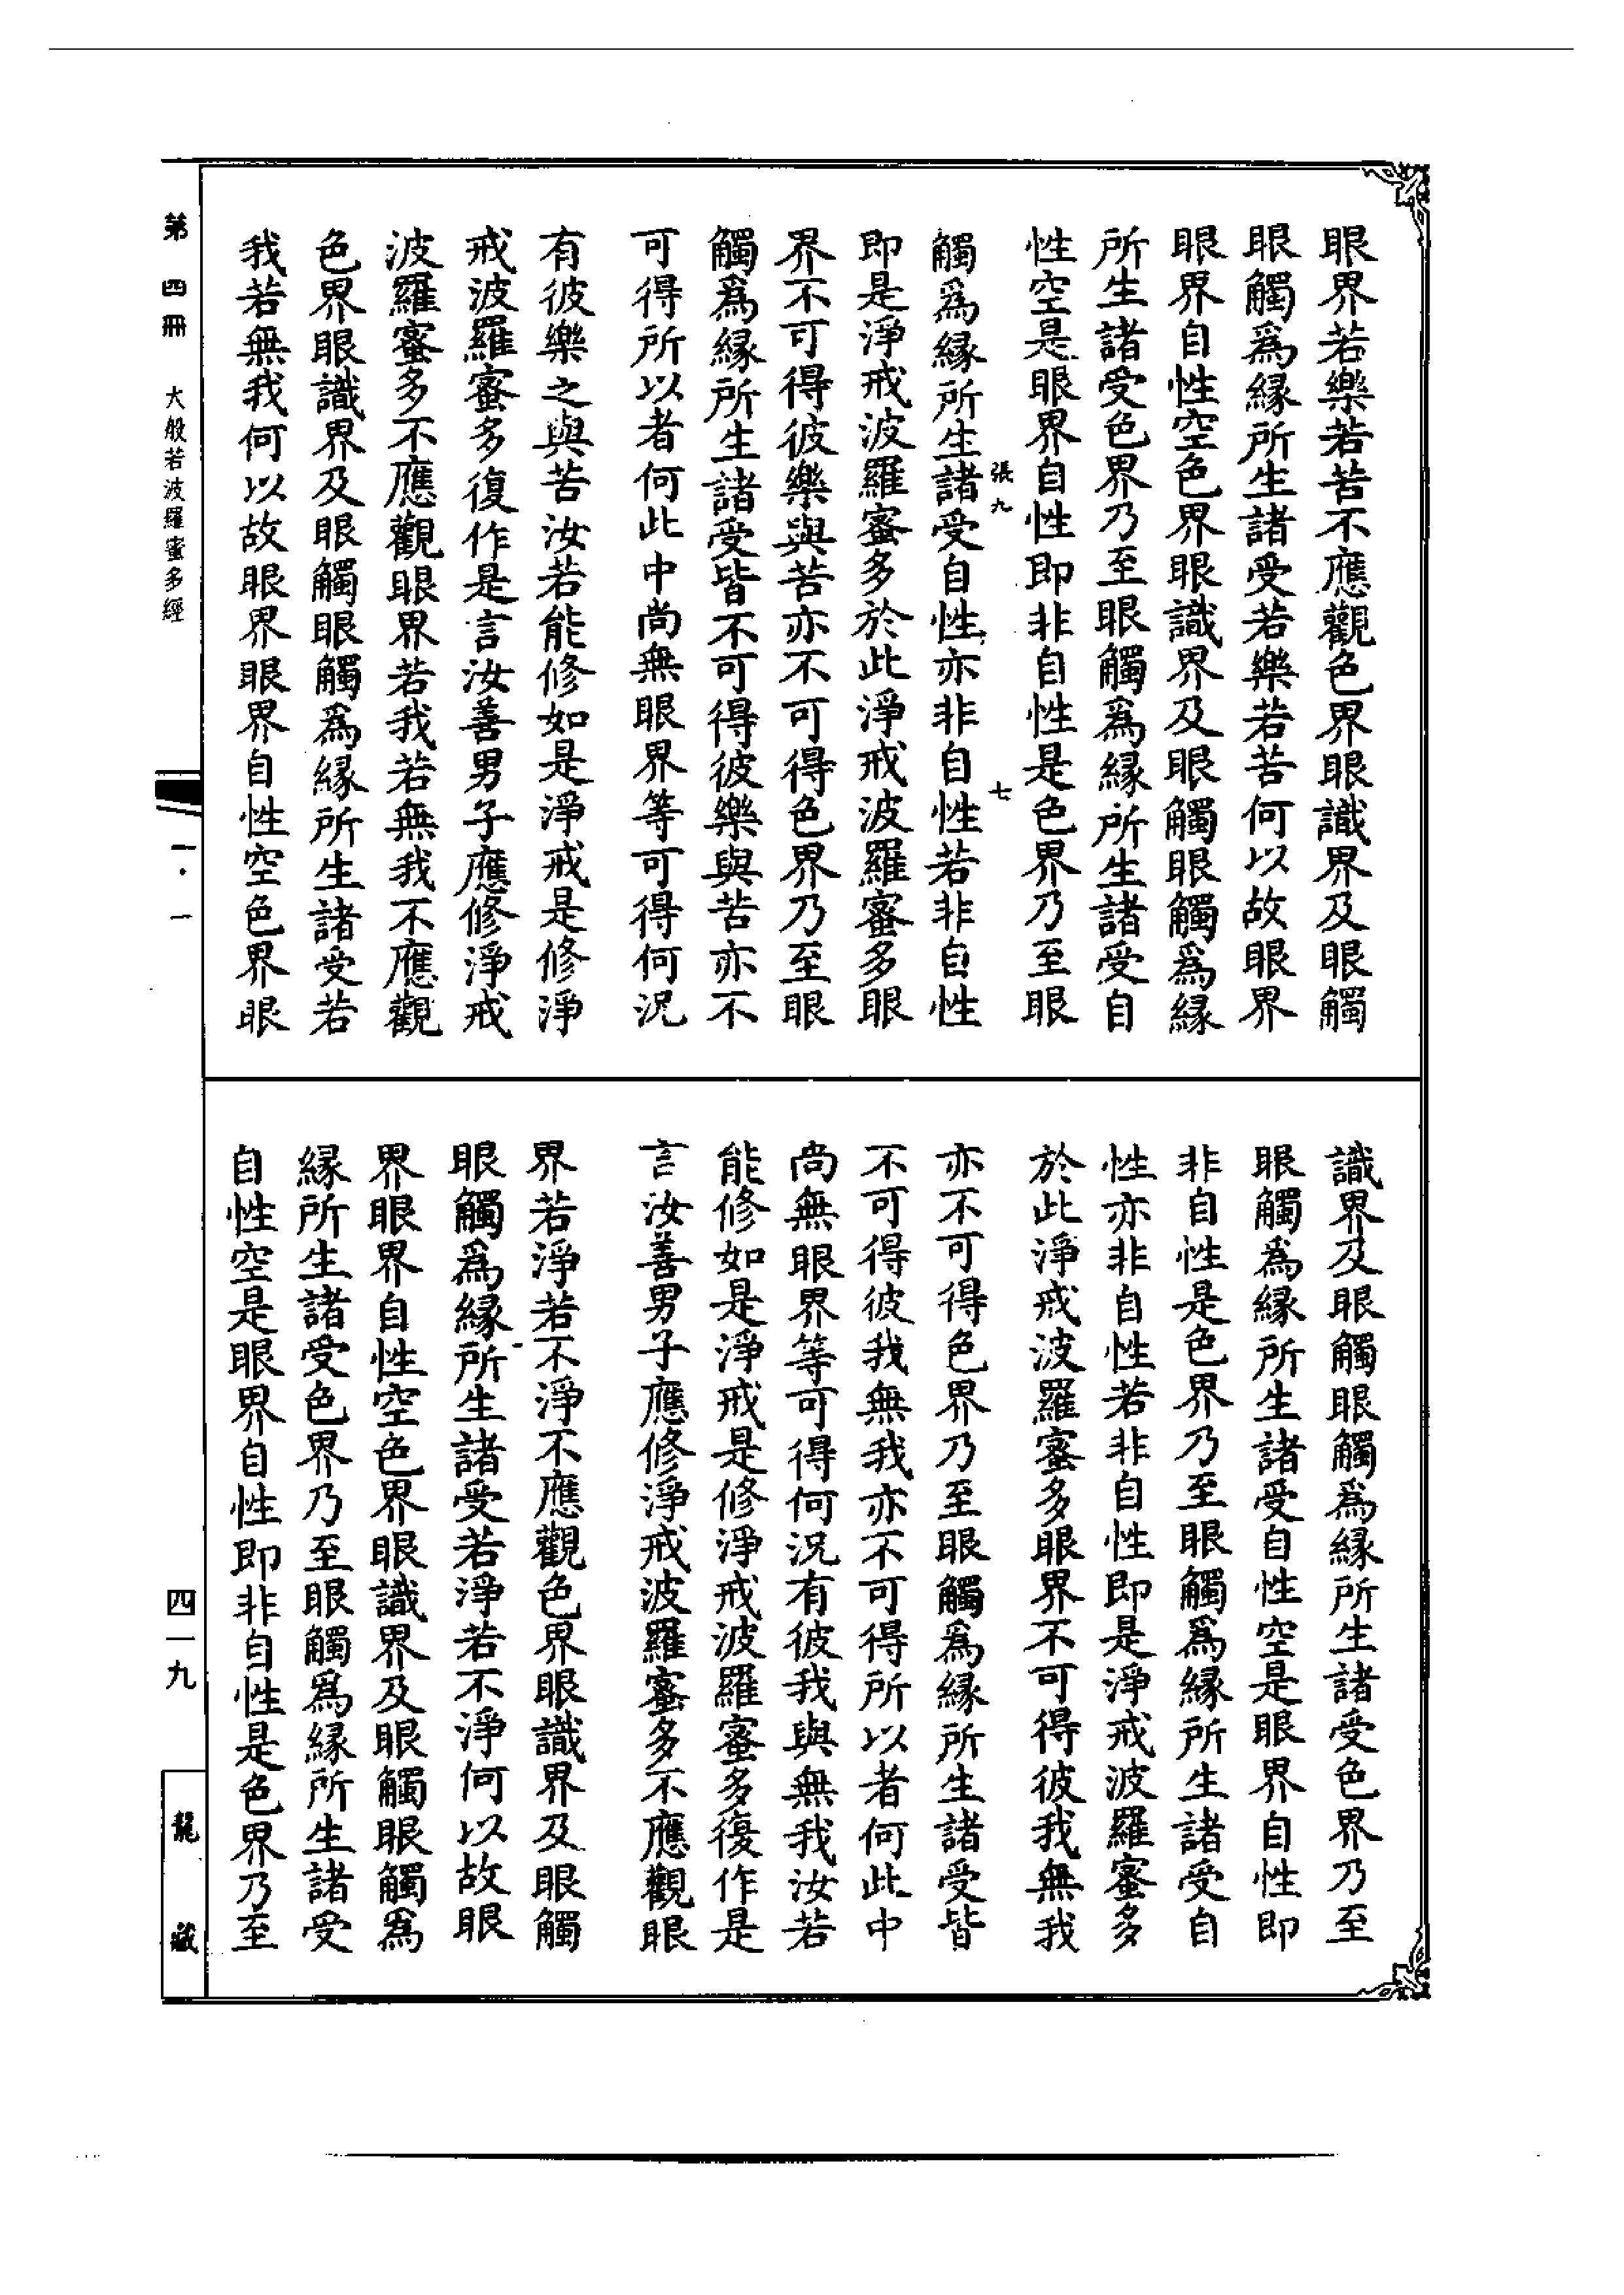 眼界若樂若苦不應觀色界眼識界及眼觸
眼觸爲緣所生諸受若樂若苦何以故眼界
眼界自性空色界眼識界及眼觸眼觸爲緣
所生諸受色界乃至眼觸爲緣所生諸受自
性空是眼界自性即非自性是色界乃至眼
張九 七
觸爲緣所生諸受自性亦非自性若非自性
即是淨戒波羅蜜多於此淨戒波羅蜜多眼
界不可得彼樂與苦亦不可得色界乃至眼
觸爲緣所生諸受皆不可得彼樂與苦亦不
可得所以者何此中尚無眼界等可得何況
有彼樂之與苦汝若能修如是淨戒是修淨
戒波羅蜜多復作是言汝善男子應修淨戒
波羅蜜多不應觀眼界若我若無我不應觀
色界眼識界及眼觸眼觸爲緣所生諸受若
我若無我何以故眼界眼界自性空色界眼
識界及眼觸眼觸爲緣所生諸受色界乃至
眼觸爲緣所生諸受自性空是眼界自性即
非自性是色界乃至眼觸爲緣所生諸受自
性亦非自性若非自性即是淨戒波羅蜜多
於此淨戒波羅蜜多眼界不可得彼我無我
亦不可得色界乃至眼觸爲緣所生諸受皆
不可得彼我無我亦不可得所以者何此中
尚無眼界等可得何況有彼我與無我汝若
能修如是淨戒是修淨戒波羅蜜多復作是
言汝善男子應修淨戒波羅蜜多不應觀眼
界若淨若不淨不應觀色界眼識界及眼觸
眼觸爲緣所生諸受若淨若不淨何以故眼
界眼界自性空色界眼識界及眼觸眼觸爲
緣所生諸受色界乃至眼觸爲緣所生諸受
自性空是眼界自性即非自性是色界乃至
第四冊 大般若波羅蜜多經 一·一 四一九 龍藏